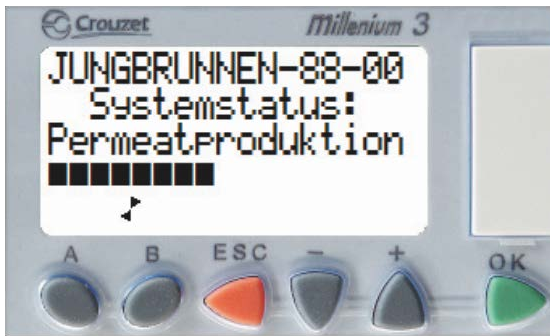 Crouzet
Millenium 3
JUNGBRUNNEN-88-00
Systemstatus:
Permeatproduktion
A B ESC - + OK